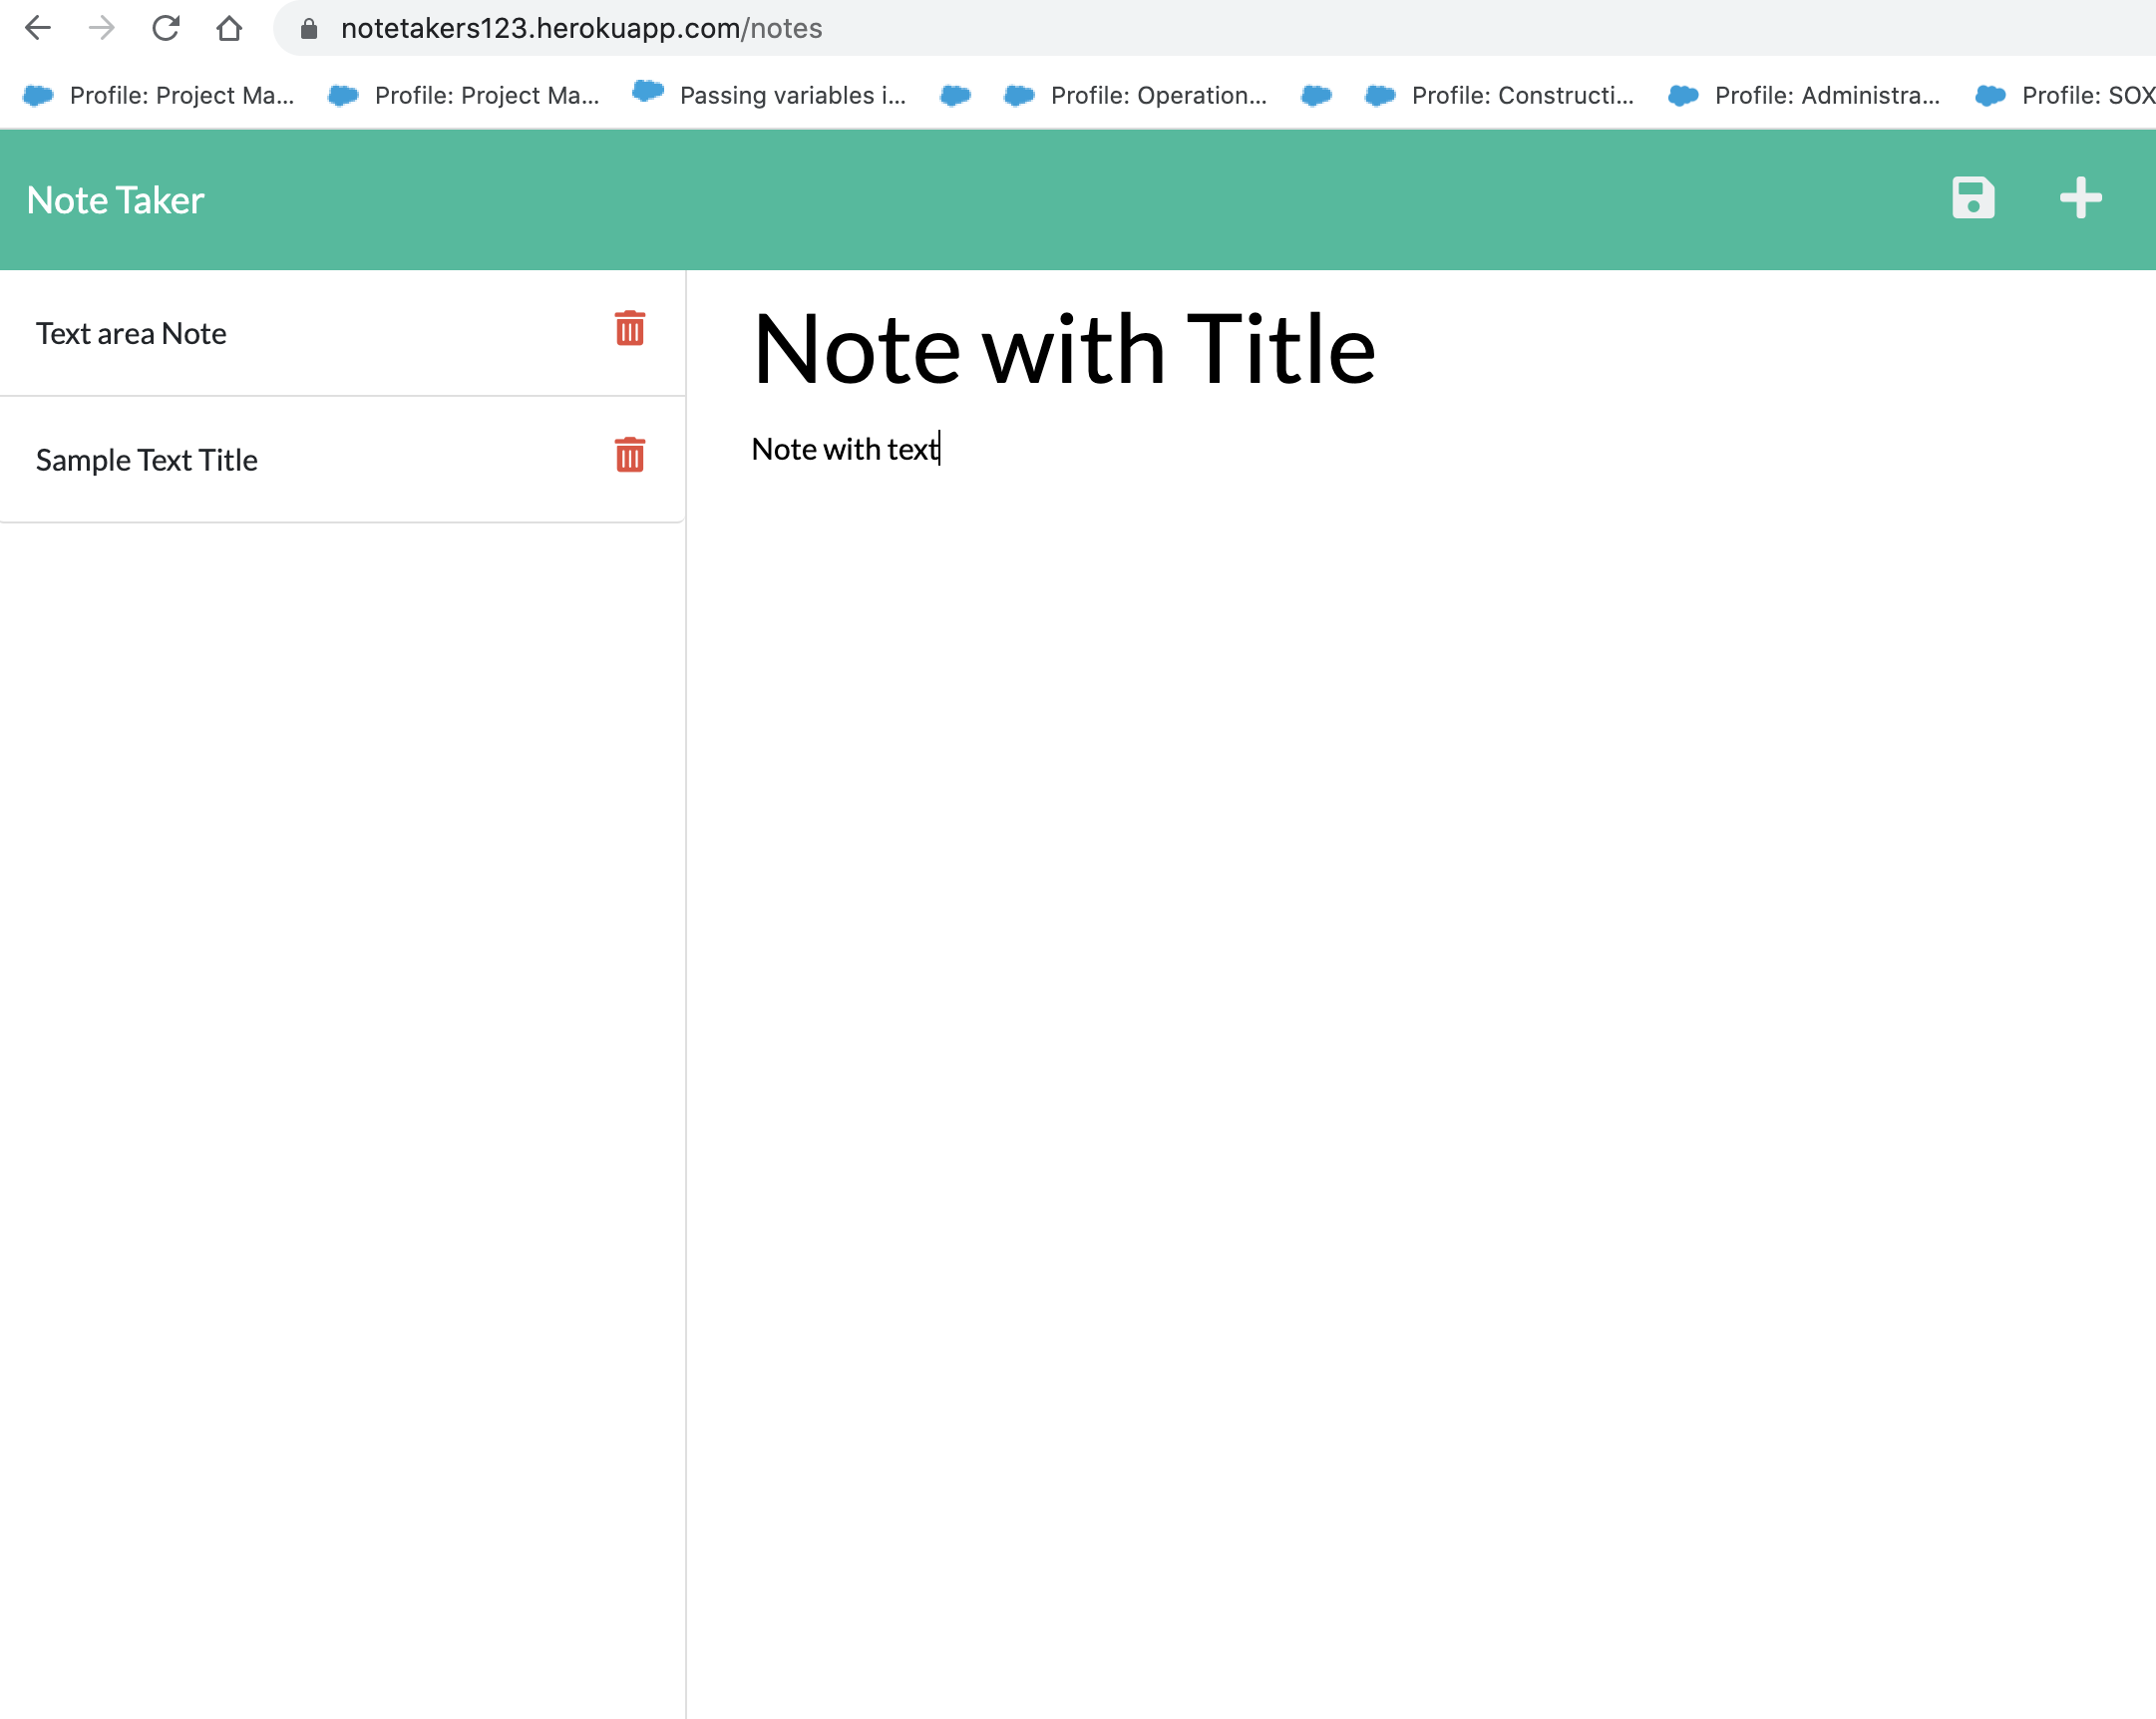 notetakers123.herokuapp.com/notes
Profile: Project Ma... Profile: Project Ma... Passing variables i... Profile: Operation... Profile: Constructi... Profile: Administra... Profile: SOX
Note Taker
Text area Note
Sample Text Title
Note with Title
Note with text